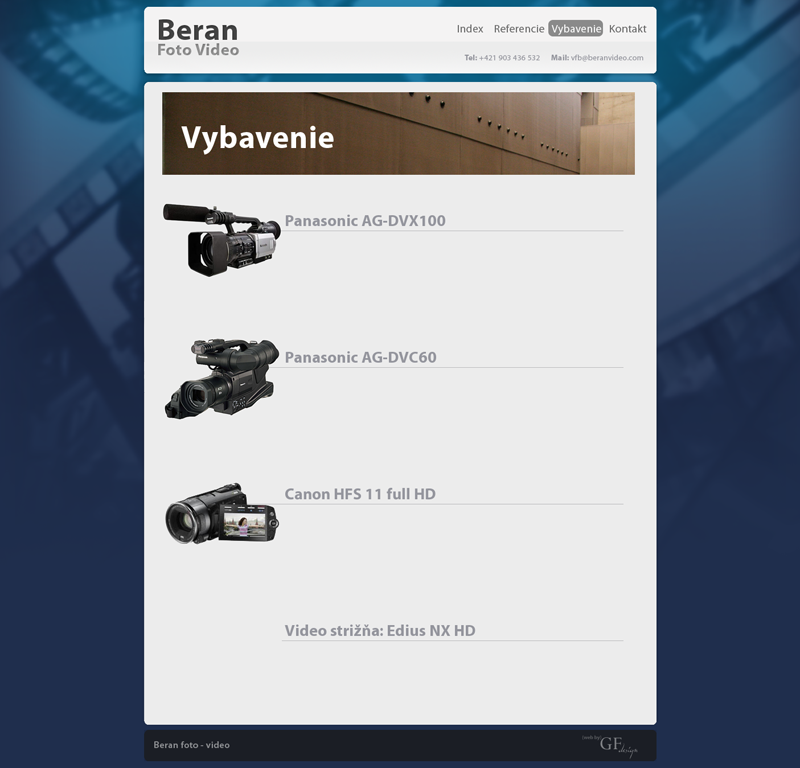 Beran
Foto Video
Index Referencie Vybavenie Kontakt
Tel: +421 903 436 532 Mail: vfb@beranvideo.com
Vybavenie
Panasonic AG-DVX100
Panasonic AG-DVC60
Canon HFS 11 full HD
Video strižňa: Edius NX HD
Beran foto - video
GF design